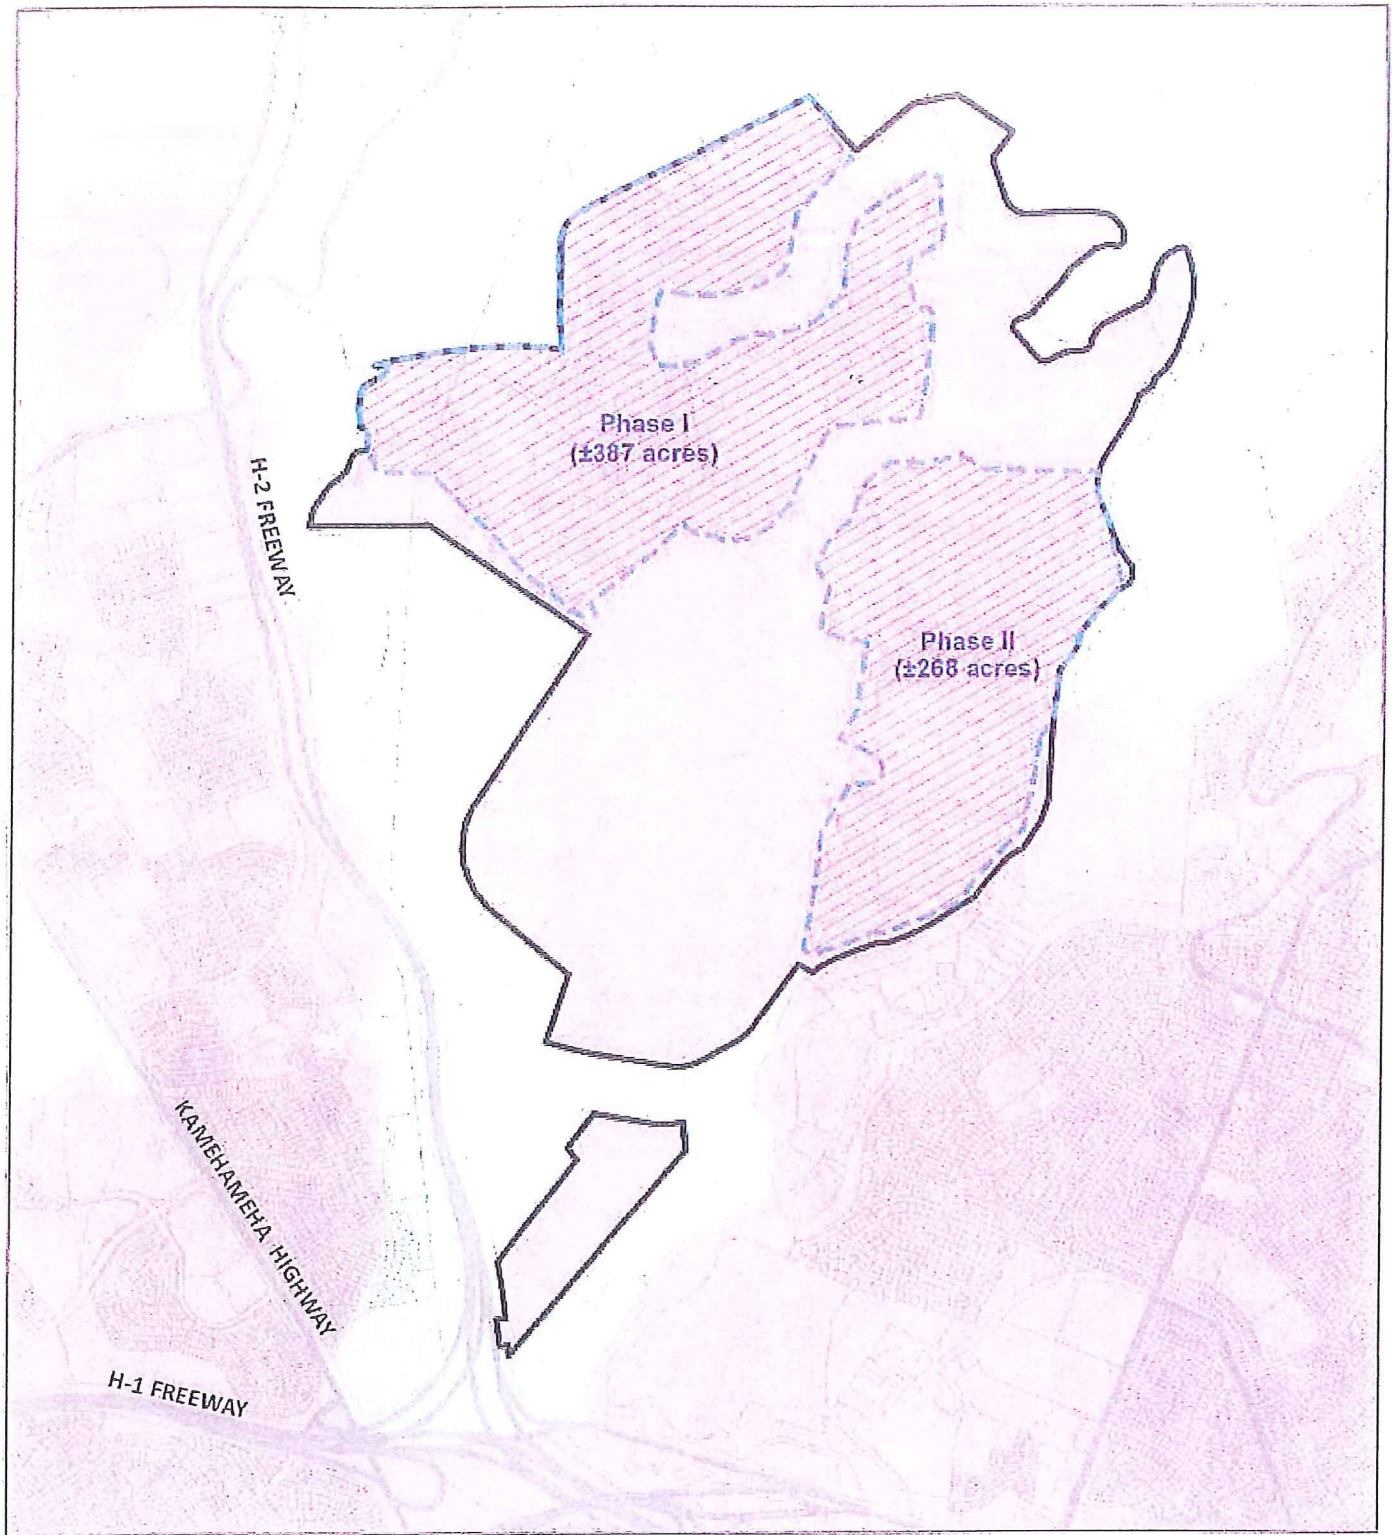 Phase I
(±387 acres)
H-2 FREEWAY
Phase II
(±268 acres)
KAMEHAMEHA HIGHWAY
H-1 FREEWAY